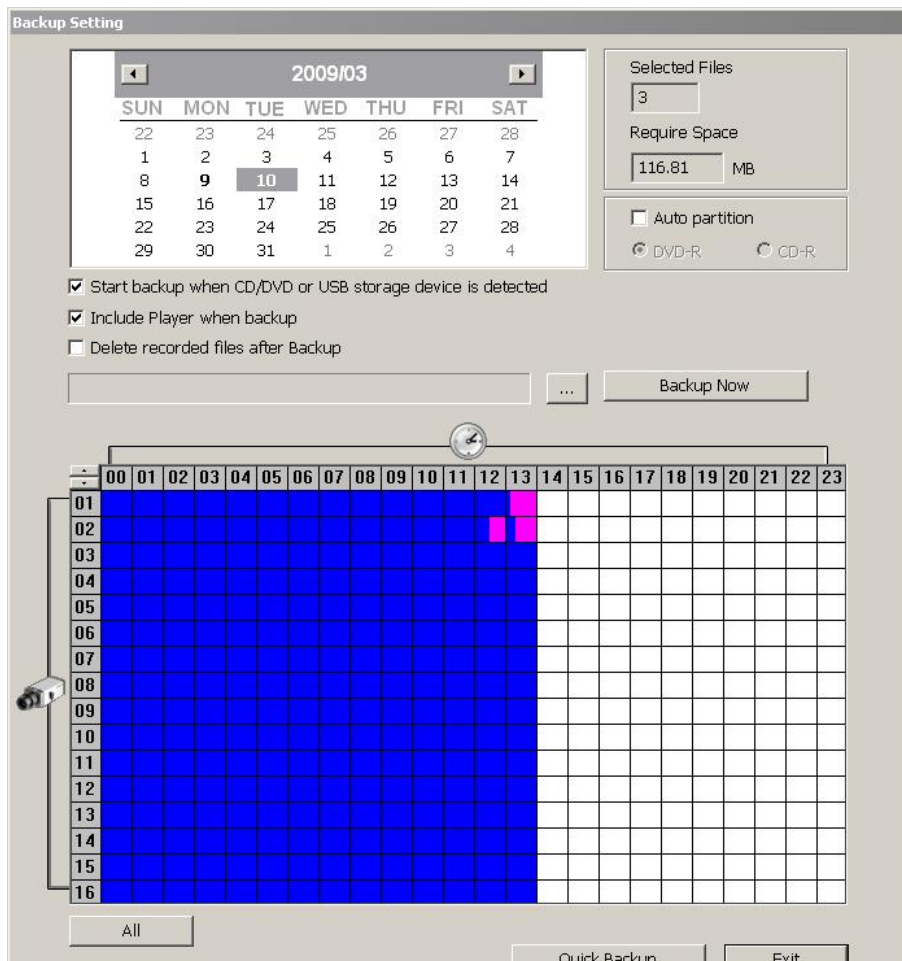 Backup Setting
2009/03
SUN MON TUE WED THU FRI SAT
22 23 24 25 26 27 28
1 2 3 4 5 6 7
8 9 10 11 12 13 14
15 16 17 18 19 20 21
22 23 24 25 26 27 28
29 30 31 1 2 3 4
Selected Files
3
Require Space
116.81 MB
Auto partition
DVD-R CD-R
Start backup when CD/DVD or USB storage device is detected
Include Player when backup
Delete recorded files after Backup
... Backup Now
00 01 02 03 04 05 06 07 08 09 10 11 12 13 14 15 16 17 18 19 20 21 22 23
01
02
03
04
05
06
07
08
09
10
11
12
13
14
15
16
All
Quick Backup Exit